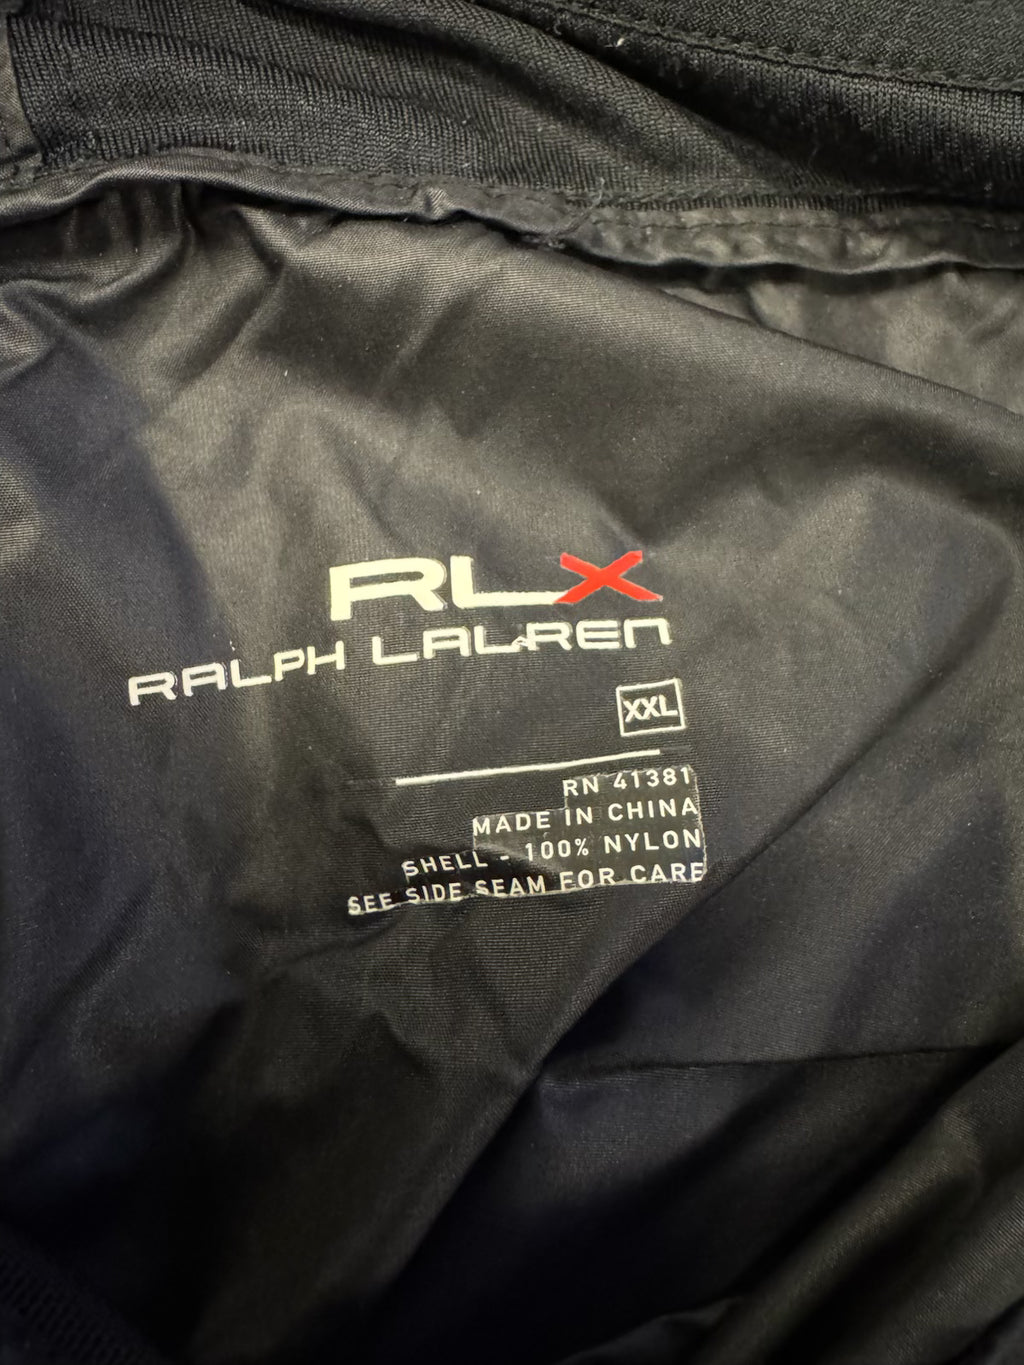 RLX
RALPH LAUREN
XXL
RN 41381
MADE IN CHINA
SHELL - 100% NYLON
SEE SIDE SEAM FOR CARE